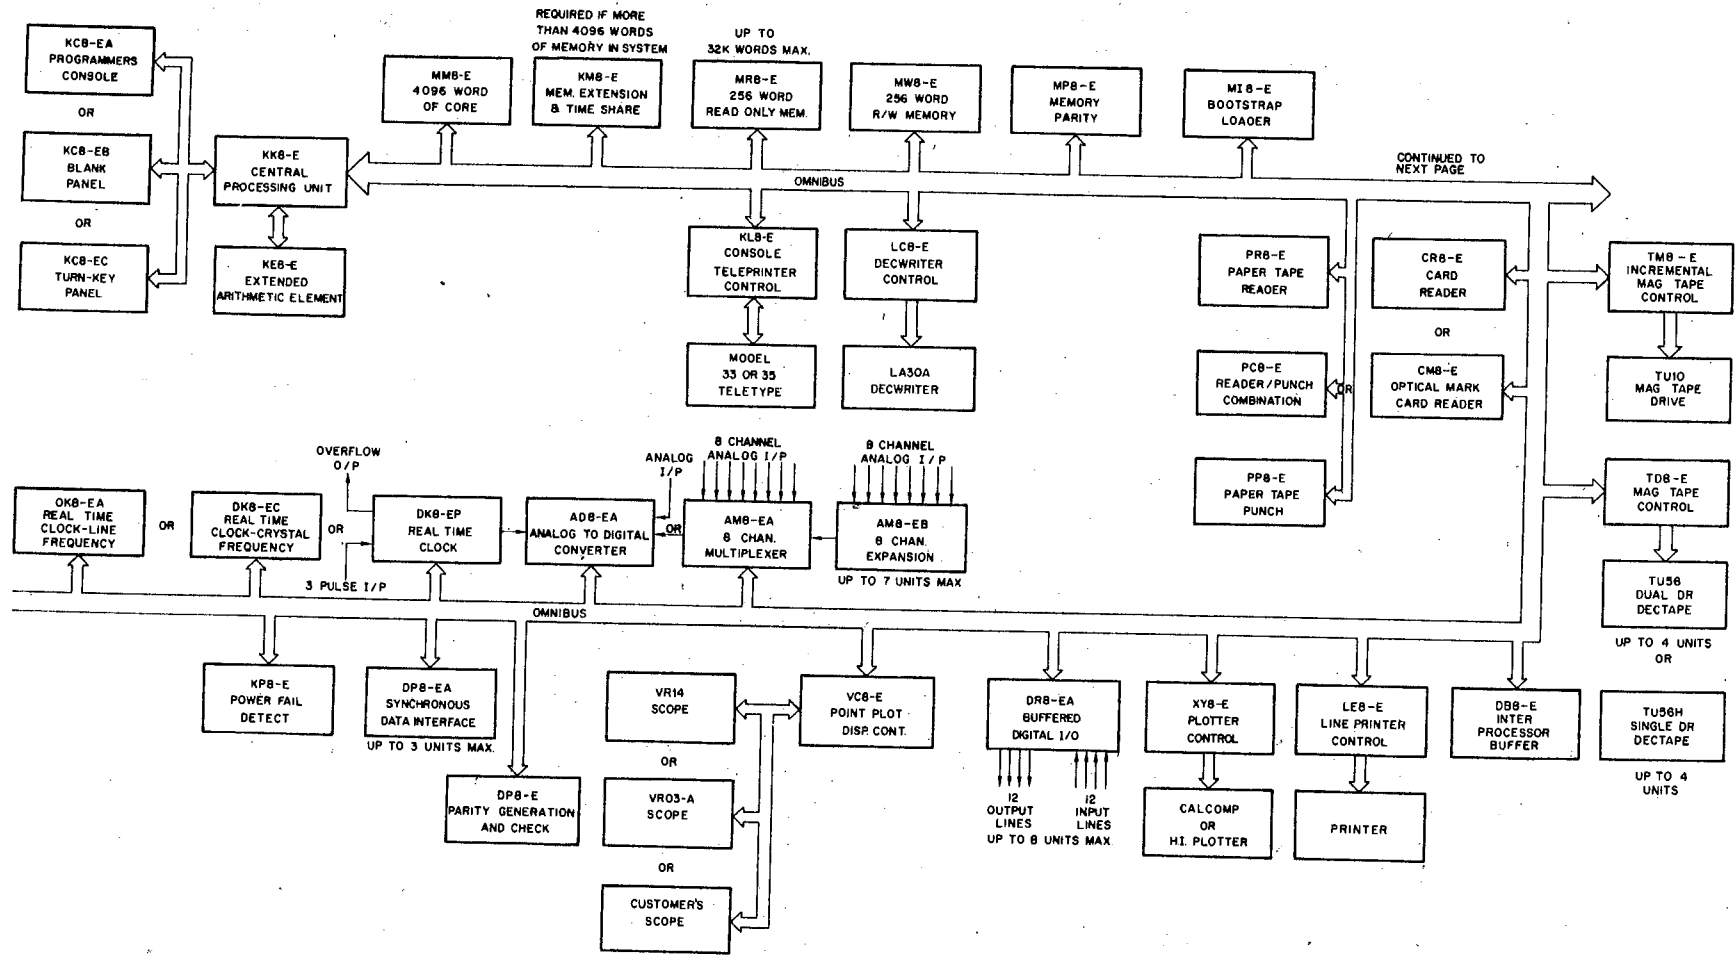 REQUIRED IF MORE
THAN 4096 WORDS
OF MEMORY IN SYSTEM
UP TO
32K WORDS MAX.
KC8-EA
PROGRAMMERS
CONSOLE
OR
KC8-EB
BLANK
PANEL
OR
KC8-EC
TURN-KEY
PANEL
KK8-E
CENTRAL
PROCESSING UNIT
KE8-E
EXTENDED
ARITHMETIC ELEMENT
MM8-E
4096 WORD
OF CORE
KM8-E
MEM. EXTENSION
& TIME SHARE
MR8-E
256 WORD
READ ONLY MEM.
MW8-E
256 WORD
R/W MEMORY
MP8-E
MEMORY
PARITY
MI8-E
BOOTSTRAP
LOADER
OMNIBUS
CONTINUED TO
NEXT PAGE
KL8-E
CONSOLE
TELEPRINTER
CONTROL
MODEL
33 OR 35
TELETYPE
LC8-E
DECWRITER
CONTROL
LA30A
DECWRITER
PR8-E
PAPER TAPE
READER
PC8-E
READER/PUNCH
COMBINATION
OR
PP8-E
PAPER TAPE
PUNCH
CR8-E
CARD
READER
OR
CM8-E
OPTICAL MARK
CARD READER
TM8-E
INCREMENTAL
MAG TAPE
CONTROL
TU10
MAG TAPE
DRIVE
TD8-E
MAG TAPE
CONTROL
TU56
DUAL DR
DECTAPE
UP TO 4 UNITS
OR
TU56H
SINGLE DR
DECTAPE
UP TO 4
UNITS
OVERFLOW
O/P
3 PULSE I/P
ANALOG
I/P
8 CHANNEL
ANALOG I/P
8 CHANNEL
ANALOG I/P
DK8-EA
REAL TIME
CLOCK-LINE
FREQUENCY
OR
DK8-EC
REAL TIME
CLOCK-CRYSTAL
FREQUENCY
OR
DK8-EP
REAL TIME
CLOCK
AD8-EA
ANALOG TO DIGITAL
CONVERTER
OR
AM8-EA
8 CHAN.
MULTIPLEXER
AM8-EB
8 CHAN.
EXPANSION
UP TO 7 UNITS MAX
OMNIBUS
KP8-E
POWER FAIL
DETECT
DP8-EA
SYNCHRONOUS
DATA INTERFACE
UP TO 3 UNITS MAX.
DP8-E
PARITY GENERATION
AND CHECK
VR14
SCOPE
OR
VR03-A
SCOPE
OR
CUSTOMER'S
SCOPE
VC8-E
POINT PLOT
DISP. CONT.
DR8-EA
BUFFERED
DIGITAL I/O
12
OUTPUT
LINES
12
INPUT
LINES
UP TO 8 UNITS MAX.
XY8-E
PLOTTER
CONTROL
CALCOMP
OR
H.I. PLOTTER
LE8-E
LINE PRINTER
CONTROL
PRINTER
DB8-E
INTER
PROCESSOR
BUFFER